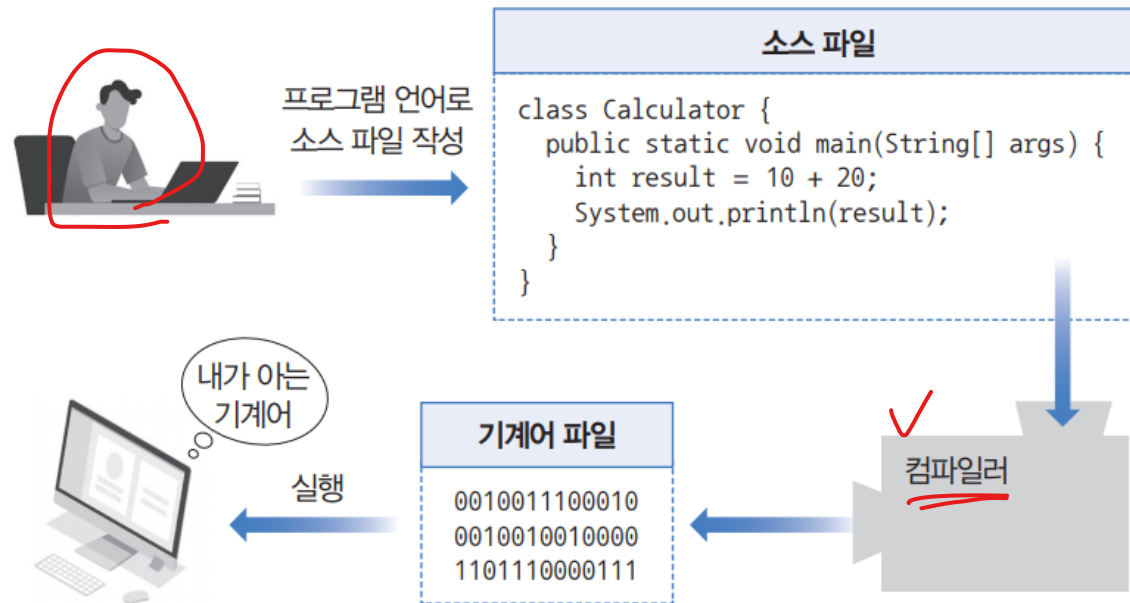 프로그램 언어로
소스 파일 작성
소스 파일
class Calculator {
public static void main(String[] args) {
int result = 10 + 20;
System.out.println(result);
}
}
컴파일러
기계어 파일
0010011100010
0010010010000
1101110000111
실행
내가 아는
기계어